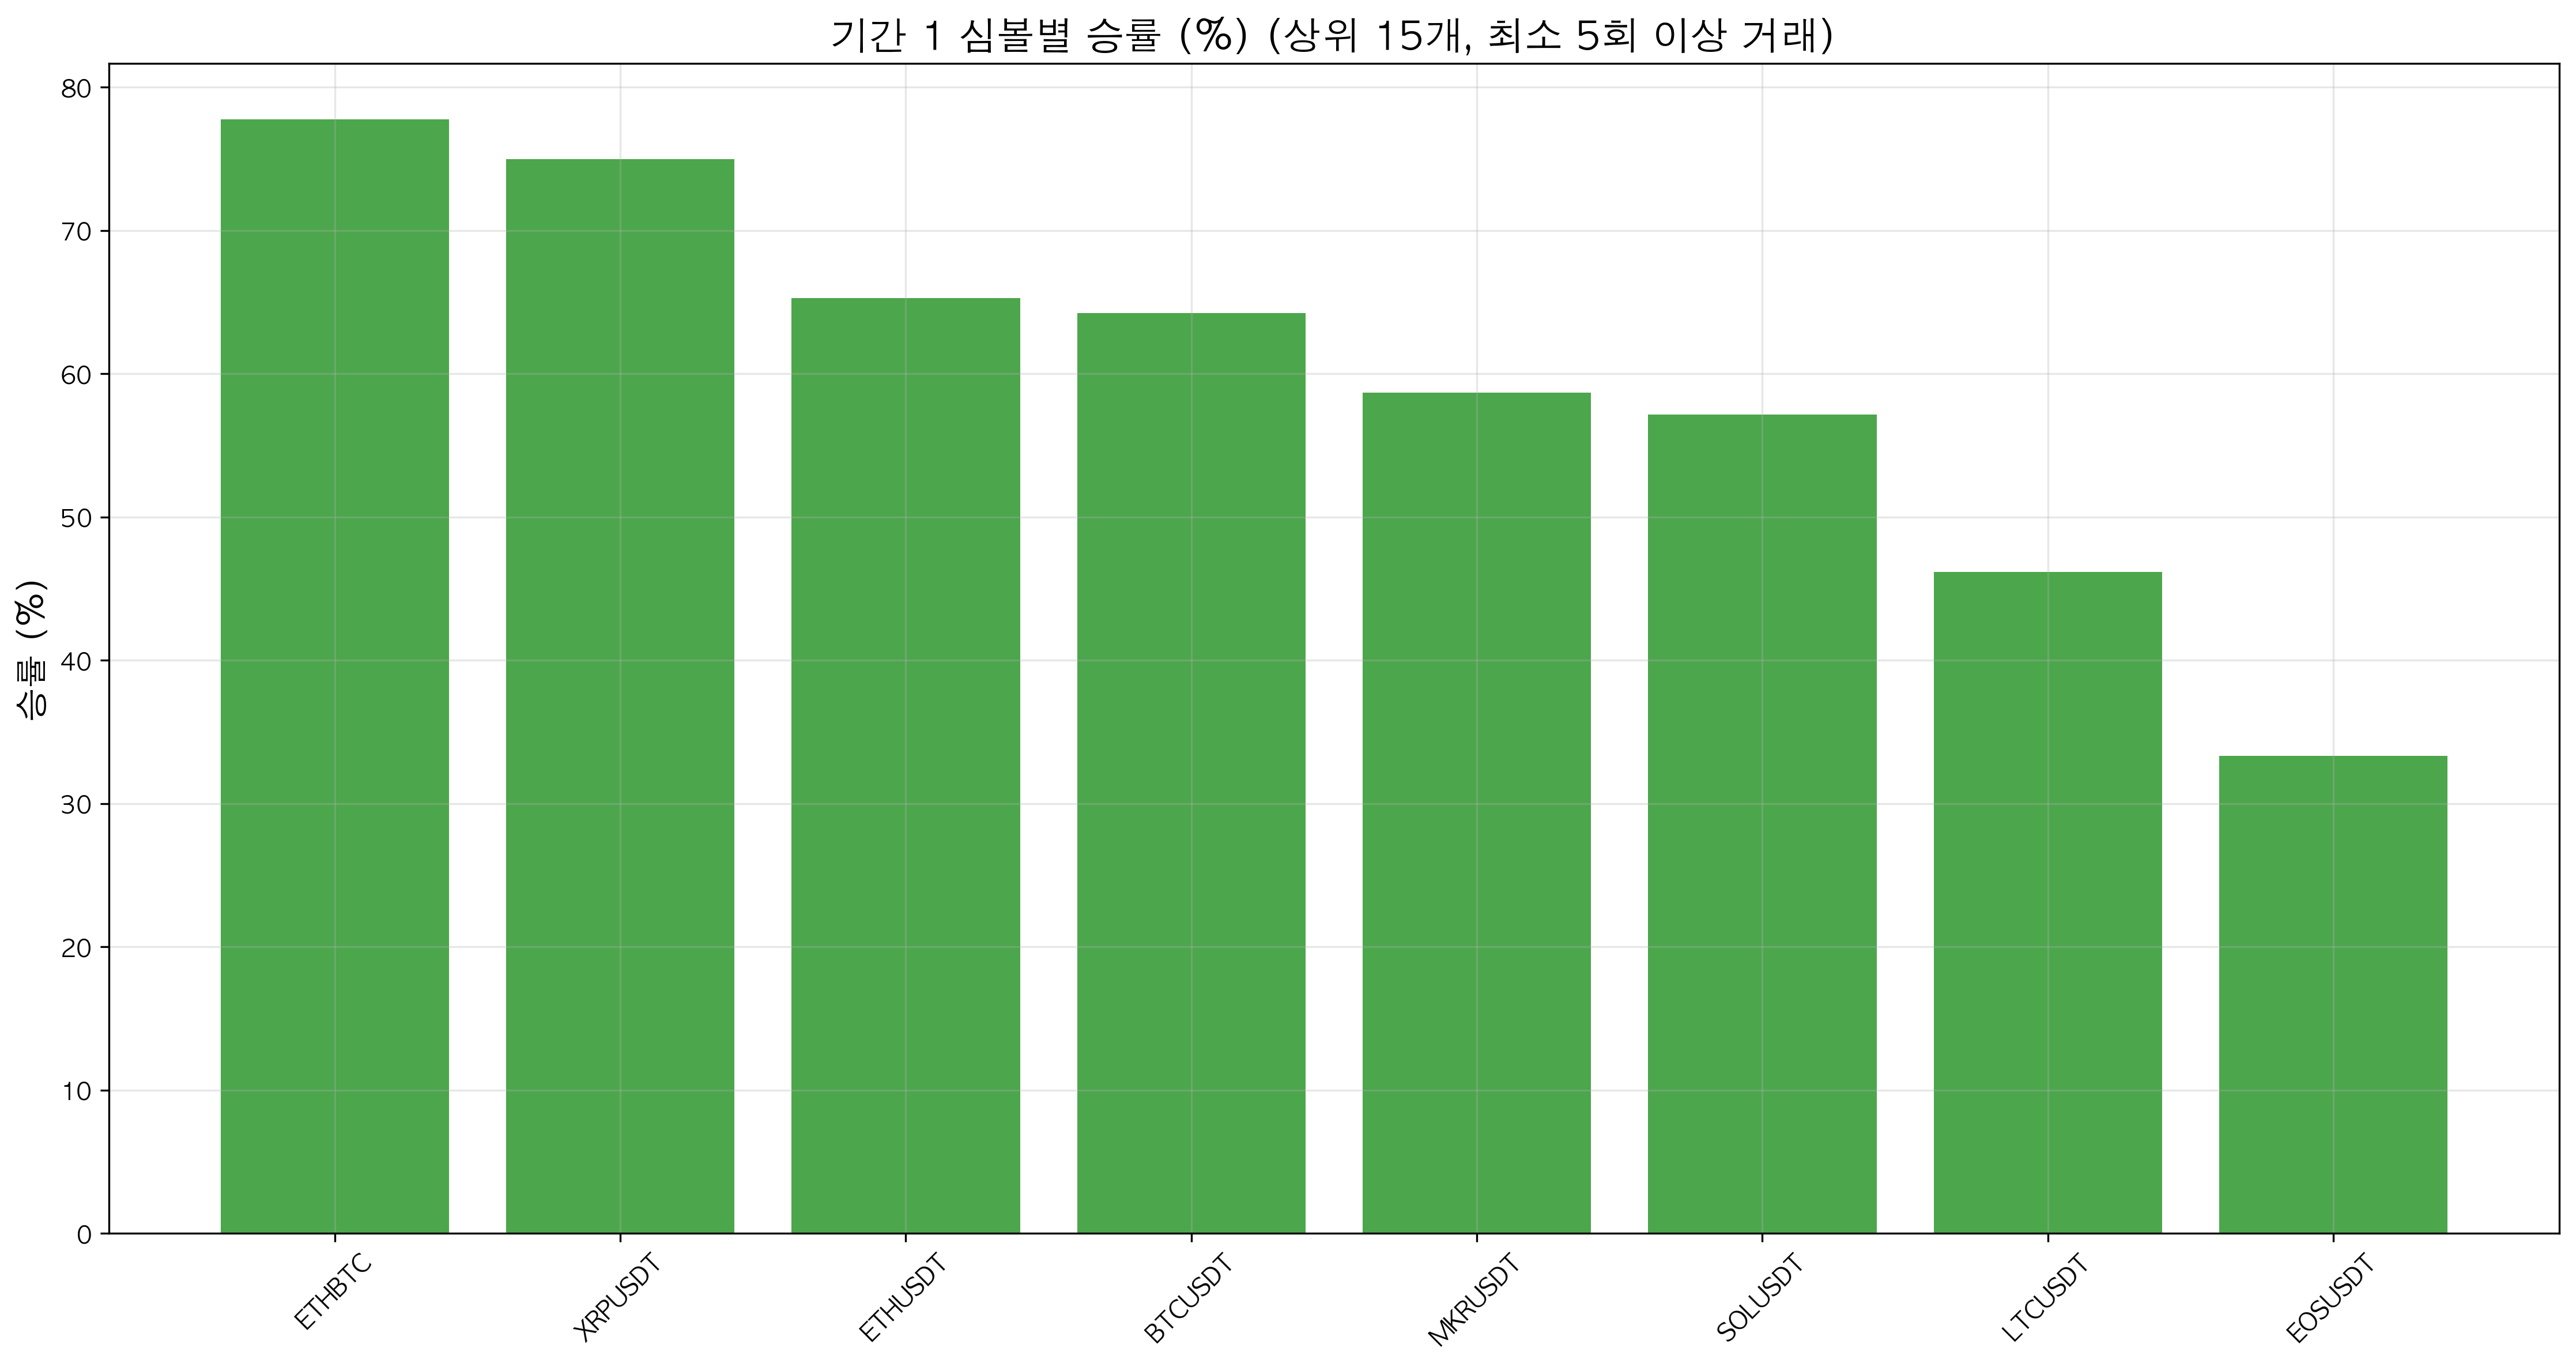 기간 1 심볼별 승률 (%) (상위 15개, 최소 5회 이상 거래)
승률 (%)
80
70
60
50
40
30
20
10
0
ETHBTC
XRPUSDT
ETHUSDT
BTCUSDT
MKRUSDT
SOLUSDT
LTCUSDT
EOSUSDT